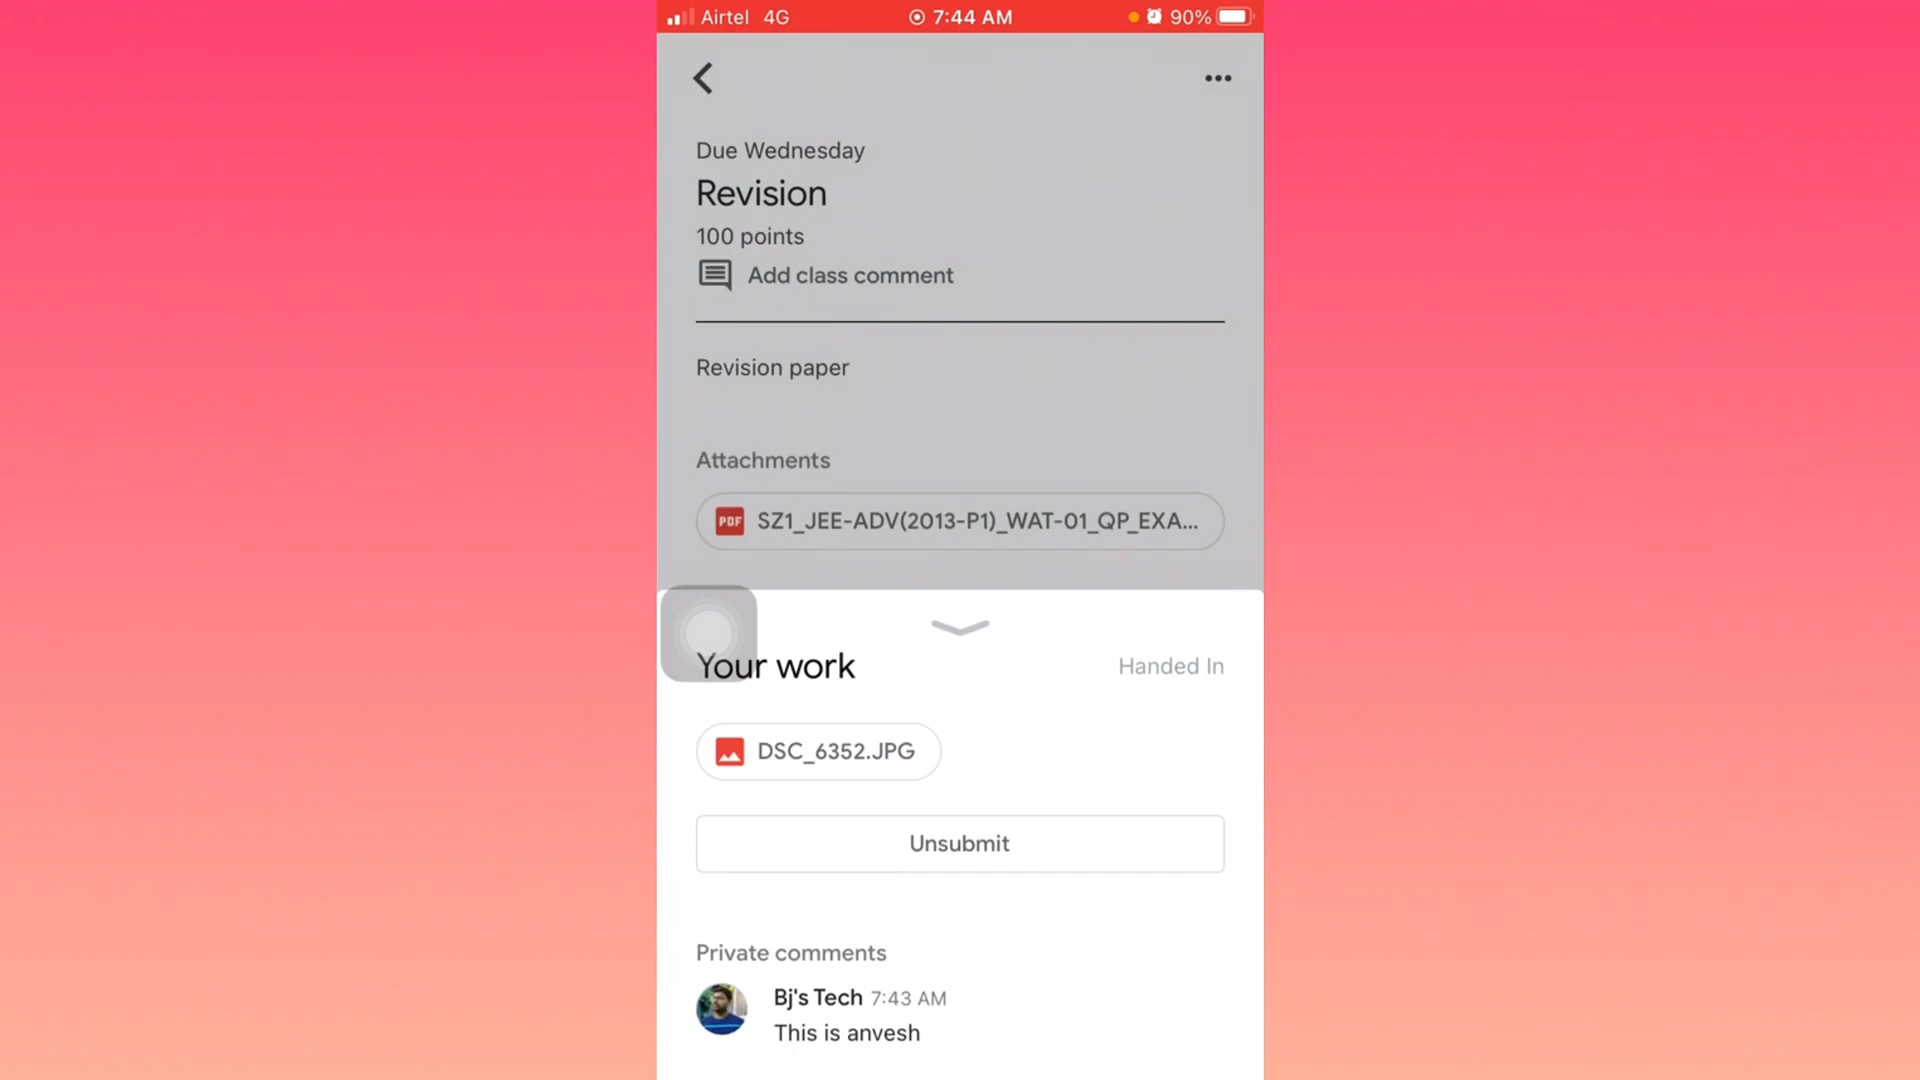 Airtel 4G 7:44 AM 90%
Due Wednesday
Revision
100 points
Add class comment
Revision paper
Attachments
PDF SZ1_JEE-ADV(2013-P1)_WAT-01_QP_EXA...
Your work Handed In
DSC_6352.JPG
Unsubmit
Private comments
Bj's Tech 7:43 AM
This is anvesh